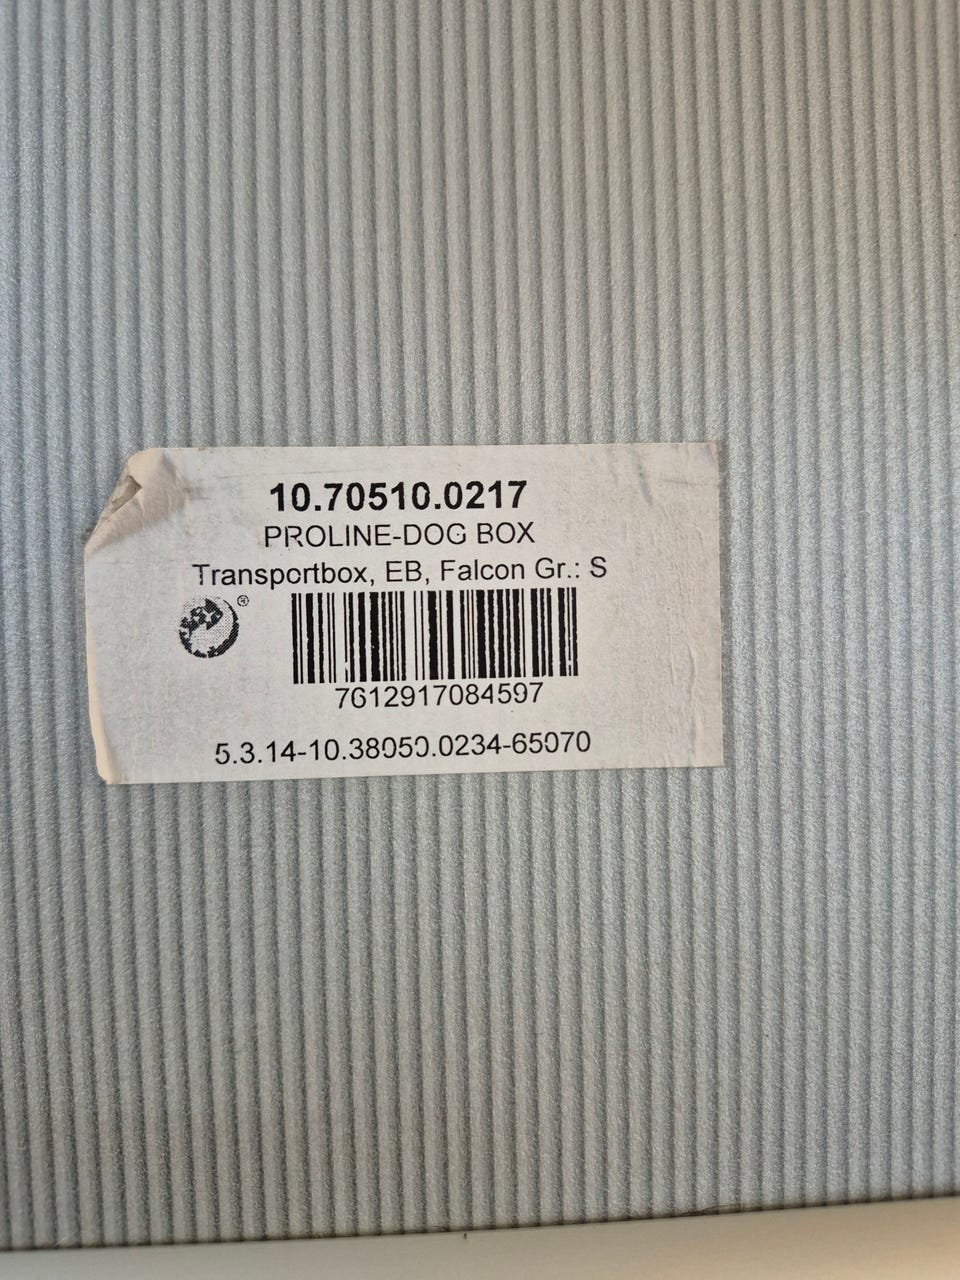 10.70510.0217
PROLINE-DOG BOX
Transportbox, EB, Falcon Gr.: S
®
7612917084597
5.3.14-10.38050.0234-65070